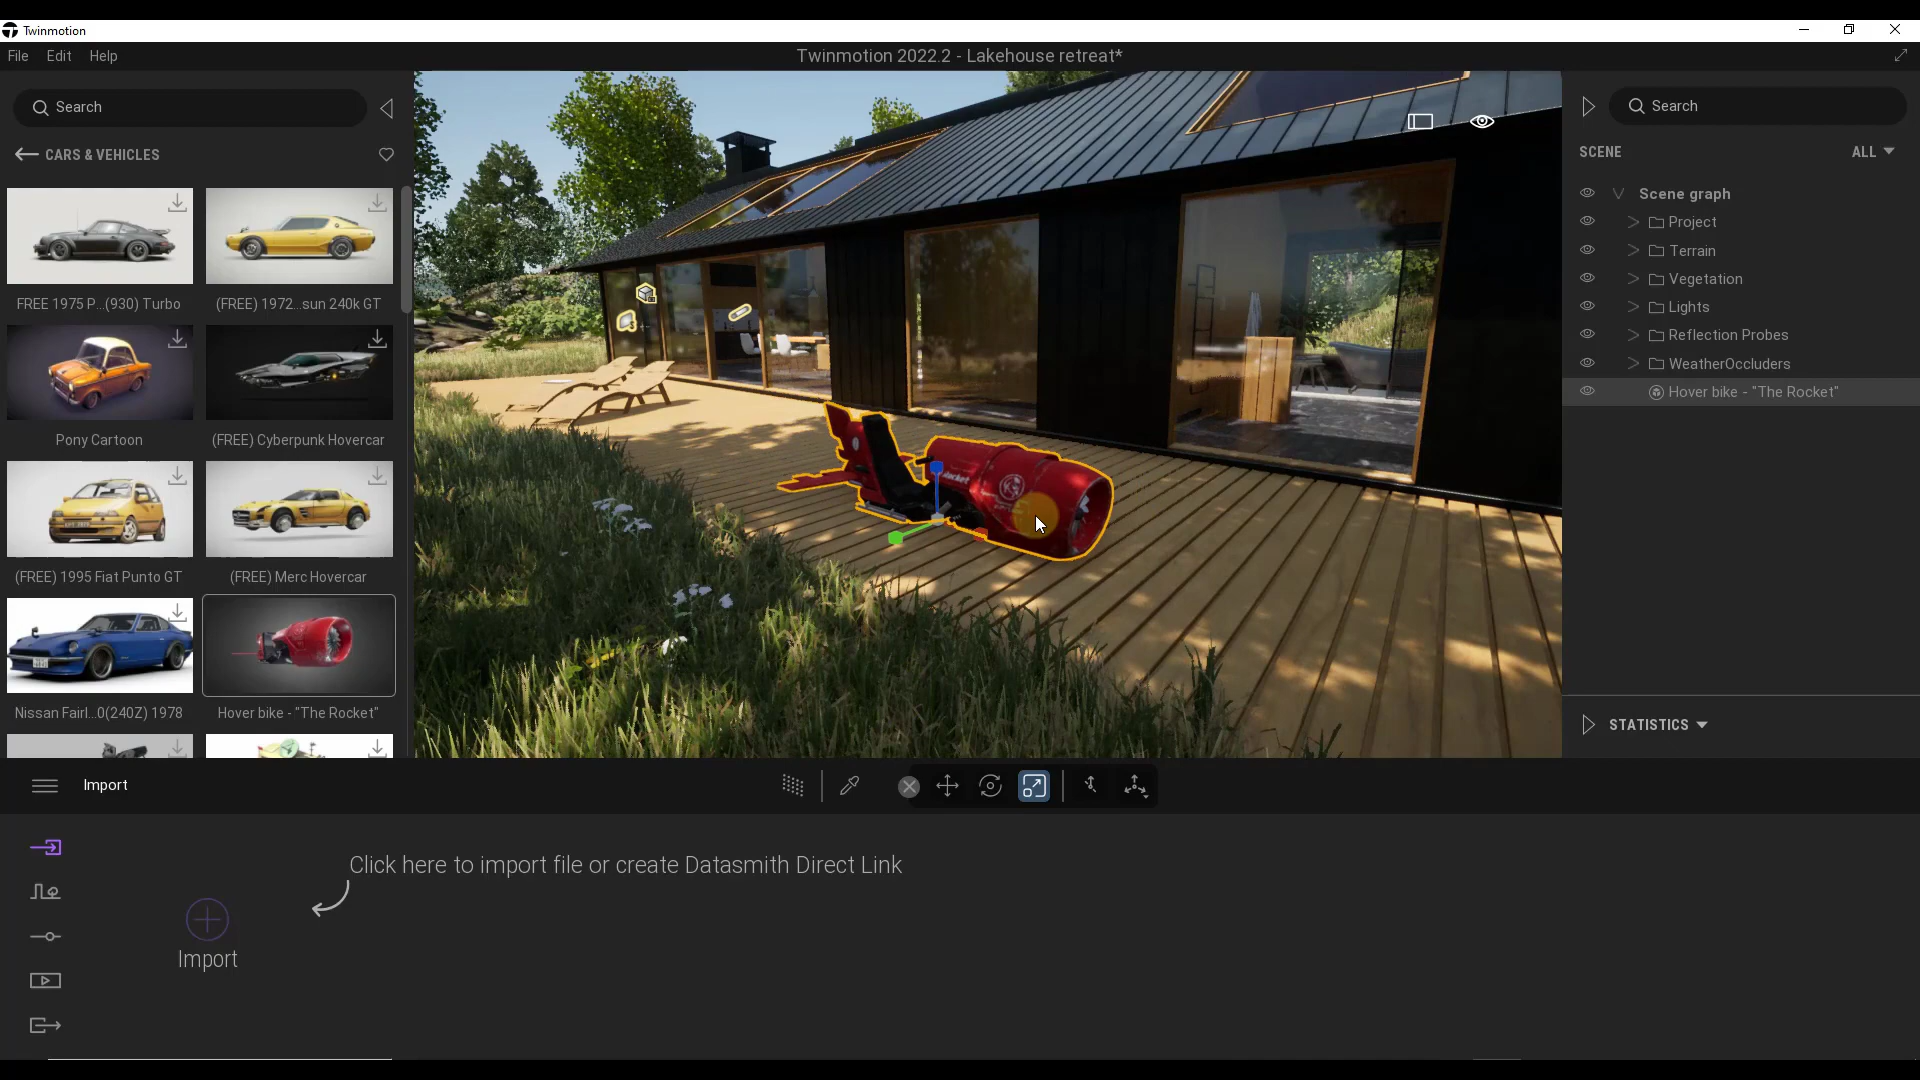 Twinmotion
File Edit Help
Twinmotion 2022.2 - Lakehouse retreat*
Search
CARS & VEHICLES
FREE 1975 P...(930) Turbo
(FREE) 1972...sun 240k GT
Pony Cartoon
(FREE) Cyberpunk Hovercar
(FREE) 1995 Fiat Punto GT
(FREE) Merc Hovercar
Nissan Fairl...0(240Z) 1978
Hover bike - "The Rocket"
Rocket
Search
SCENE
ALL
Scene graph
Project
Terrain
Vegetation
Lights
Reflection Probes
WeatherOccluders
Hover bike - "The Rocket"
STATISTICS
Import
Click here to import file or create Datasmith Direct Link
Import